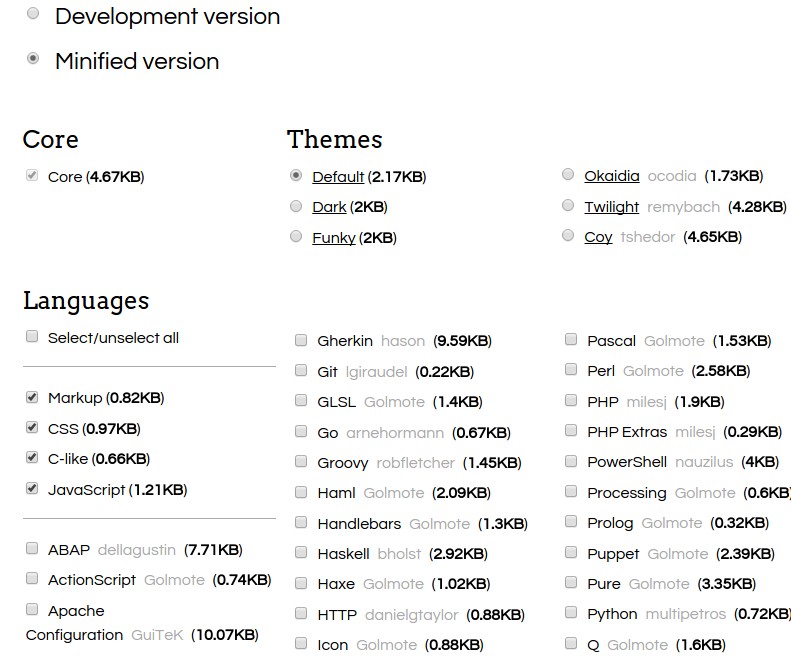 Development version
Minified version
Core
Core (4.67KB)
Themes
Default (2.17KB)
Dark (2KB)
Funky (2KB)
Okaidia ocodia (1.73KB)
Twilight remybach (4.28KB)
Coy tshedor (4.65KB)
Languages
Select/unselect all
Markup (0.82KB)
CSS (0.97KB)
C-like (0.66KB)
JavaScript (1.21KB)
ABAP dellagustin (7.71KB)
ActionScript Golmote (0.74KB)
Apache
Configuration GuiTeK (10.07KB)
Gherkin hason (9.59KB)
Git lgiraudel (0.22KB)
GLSL Golmote (1.4KB)
Go arnehormann (0.67KB)
Groovy robfletcher (1.45KB)
Haml Golmote (2.09KB)
Handlebars Golmote (1.3KB)
Haskell bholst (2.92KB)
Haxe Golmote (1.02KB)
HTTP danielgtaylor (0.88KB)
Icon Golmote (0.88KB)
Pascal Golmote (1.53KB)
Perl Golmote (2.58KB)
PHP milesj (1.9KB)
PHP Extras milesj (0.29KB)
PowerShell nauzilus (4KB)
Processing Golmote (0.6KB)
Prolog Golmote (0.32KB)
Puppet Golmote (2.39KB)
Pure Golmote (3.35KB)
Python multipetros (0.72KB)
Q Golmote (1.6KB)